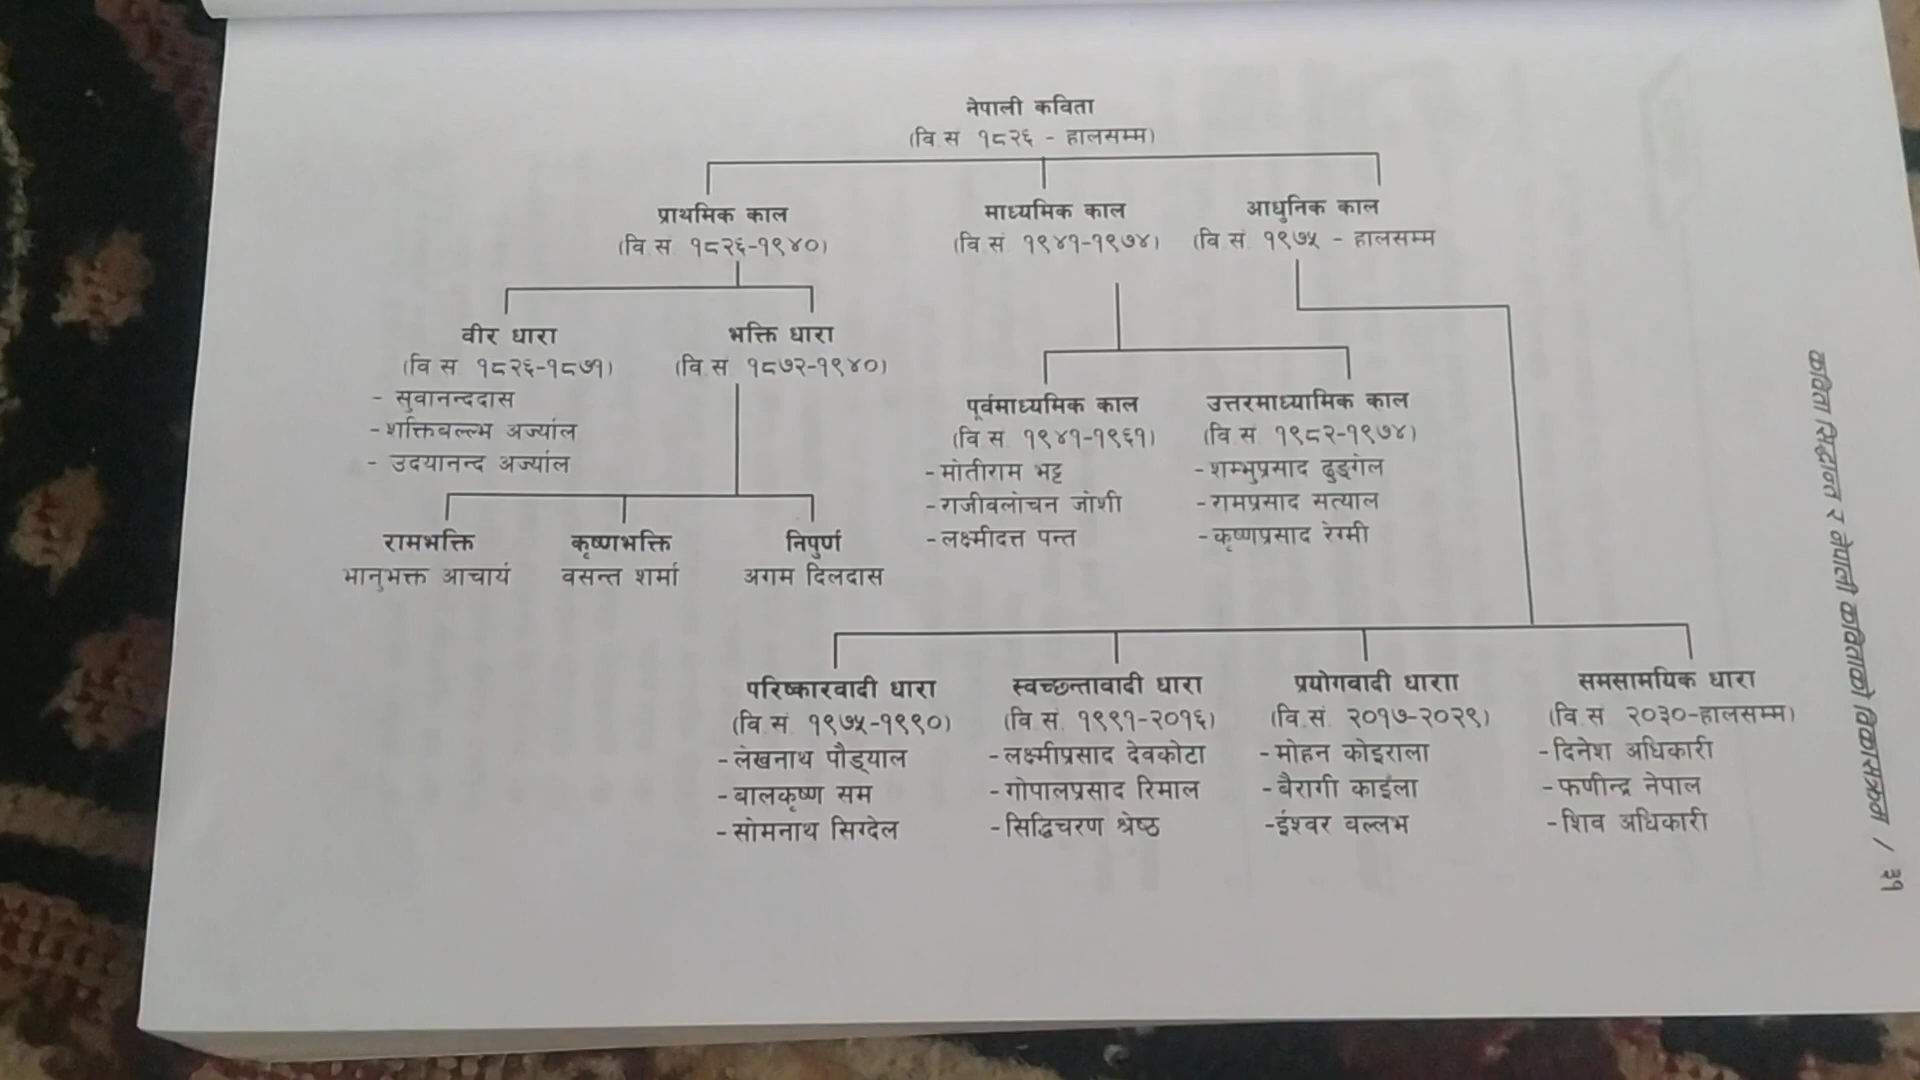 नेपाली कविता
(वि.सं. १८२६ - हालसम्म)
प्राथमिक काल
(वि.सं. १८२६-१९४०)
माध्यमिक काल
(वि.सं. १९४१-१९७४)
आधुनिक काल
(वि.सं. १९७५ - हालसम्म
वीर धारा
(वि.सं. १८२६-१८७१)
- सुवानन्ददास
- शक्तिबल्ल्भ अर्ज्याल
- उदयानन्द अर्ज्याल
भक्ति धारा
(वि.सं. १८७२-१९४०)
रामभक्ति
भानुभक्त आचार्य
कृष्णभक्ति
वसन्त शर्मा
निपुर्ण
अगम दिलदास
पूर्वमाध्यमिक काल
(वि.सं. १९४१-१९६१)
- मोतीराम भट्ट
- राजीवलोचन जोशी
- लक्ष्मीदत्त पन्त
उत्तरमाध्यामिक काल
(वि.सं. १९८२-१९७४)
- शम्भुप्रसाद ढुङ्गेल
- रामप्रसाद सत्याल
- कृष्णप्रसाद रेग्मी
परिष्कारवादी धारा
(वि.सं. १९७५-१९९०)
- लेखनाथ पौड्याल
- बालकृष्ण सम
- सोमनाथ सिग्देल
स्वच्छन्तावादी धारा
(वि.सं. १९९१-२०१६)
- लक्ष्मीप्रसाद देवकोटा
- गोपालप्रसाद रिमाल
- सिद्धिचरण श्रेष्ठ
प्रयोगवादी धाराा
(वि.सं. २०१७-२०२९)
- मोहन कोइराला
- बैरागी काइँला
- ईश्वर वल्लभ
समसामयिक धारा
(वि.सं. २०३०-हालसम्म)
- दिनेश अधिकारी
- फणीन्द्र नेपाल
- शिव अधिकारी
कविता सिद्धान्त र नेपाली कविताको विकासक्रम / ३१